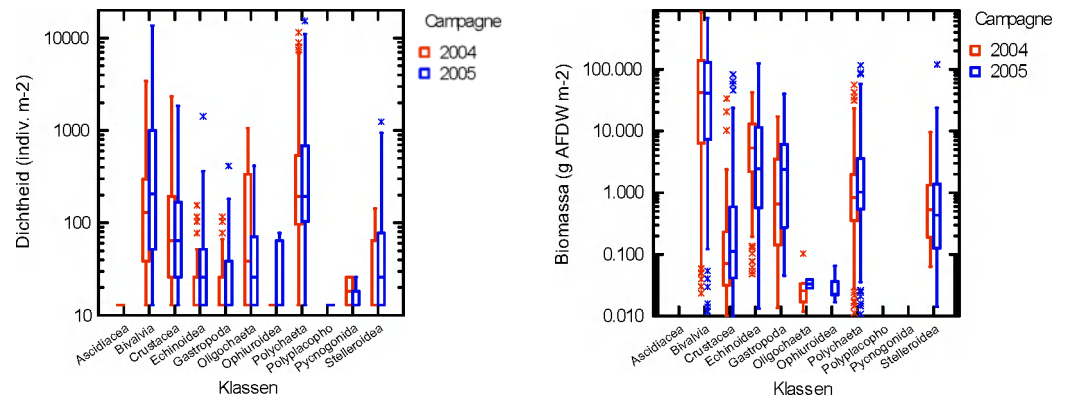 Campagne
2004
2005
10000
1000
100
10
Dichtheid (indiv. m-2)
Ascidiacea
Bivalvia
Crustacea
Echinoidea
Gastropoda
Oligochaeta
Ophiuroidea
Polychaeta
Polyplacopho
Pycnogonida
Stelleroidea
Klassen
Campagne
2004
2005
100.000
10.000
1.000
0.100
0.010
Biomassa (g AFDW m-2)
Ascidiacea
Bivalvia
Crustacea
Echinoidea
Gastropoda
Oligochaeta
Ophiuroidea
Polychaeta
Polyplacopho
Pycnogonida
Stelleroidea
Klassen